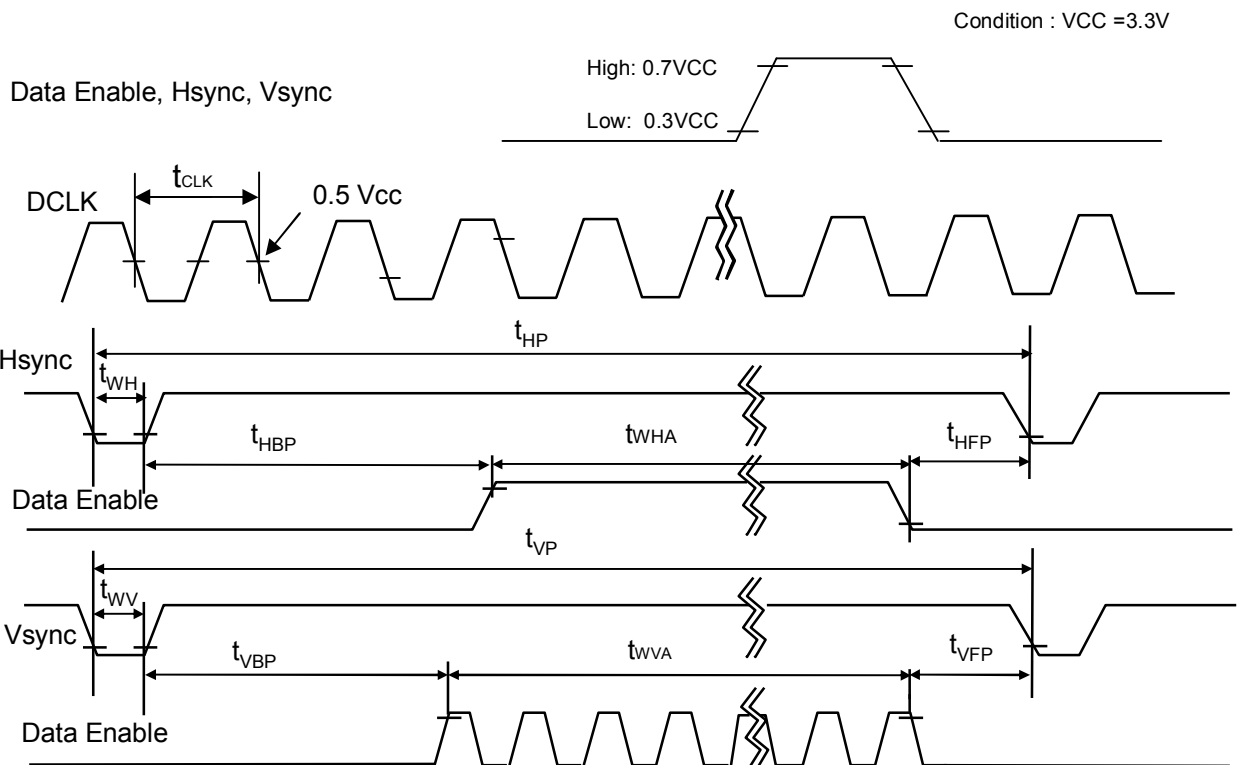 Condition : VCC =3.3V
High: 0.7VCC
Data Enable, Hsync, Vsync
Low: 0.3VCC
tCLK
DCLK
0.5 Vcc
tHP
Hsync
tWH
tHBP
tWHA
tHFP
Data Enable
tVP
tWV
Vsync
tVBP
tWVA
tVFP
Data Enable